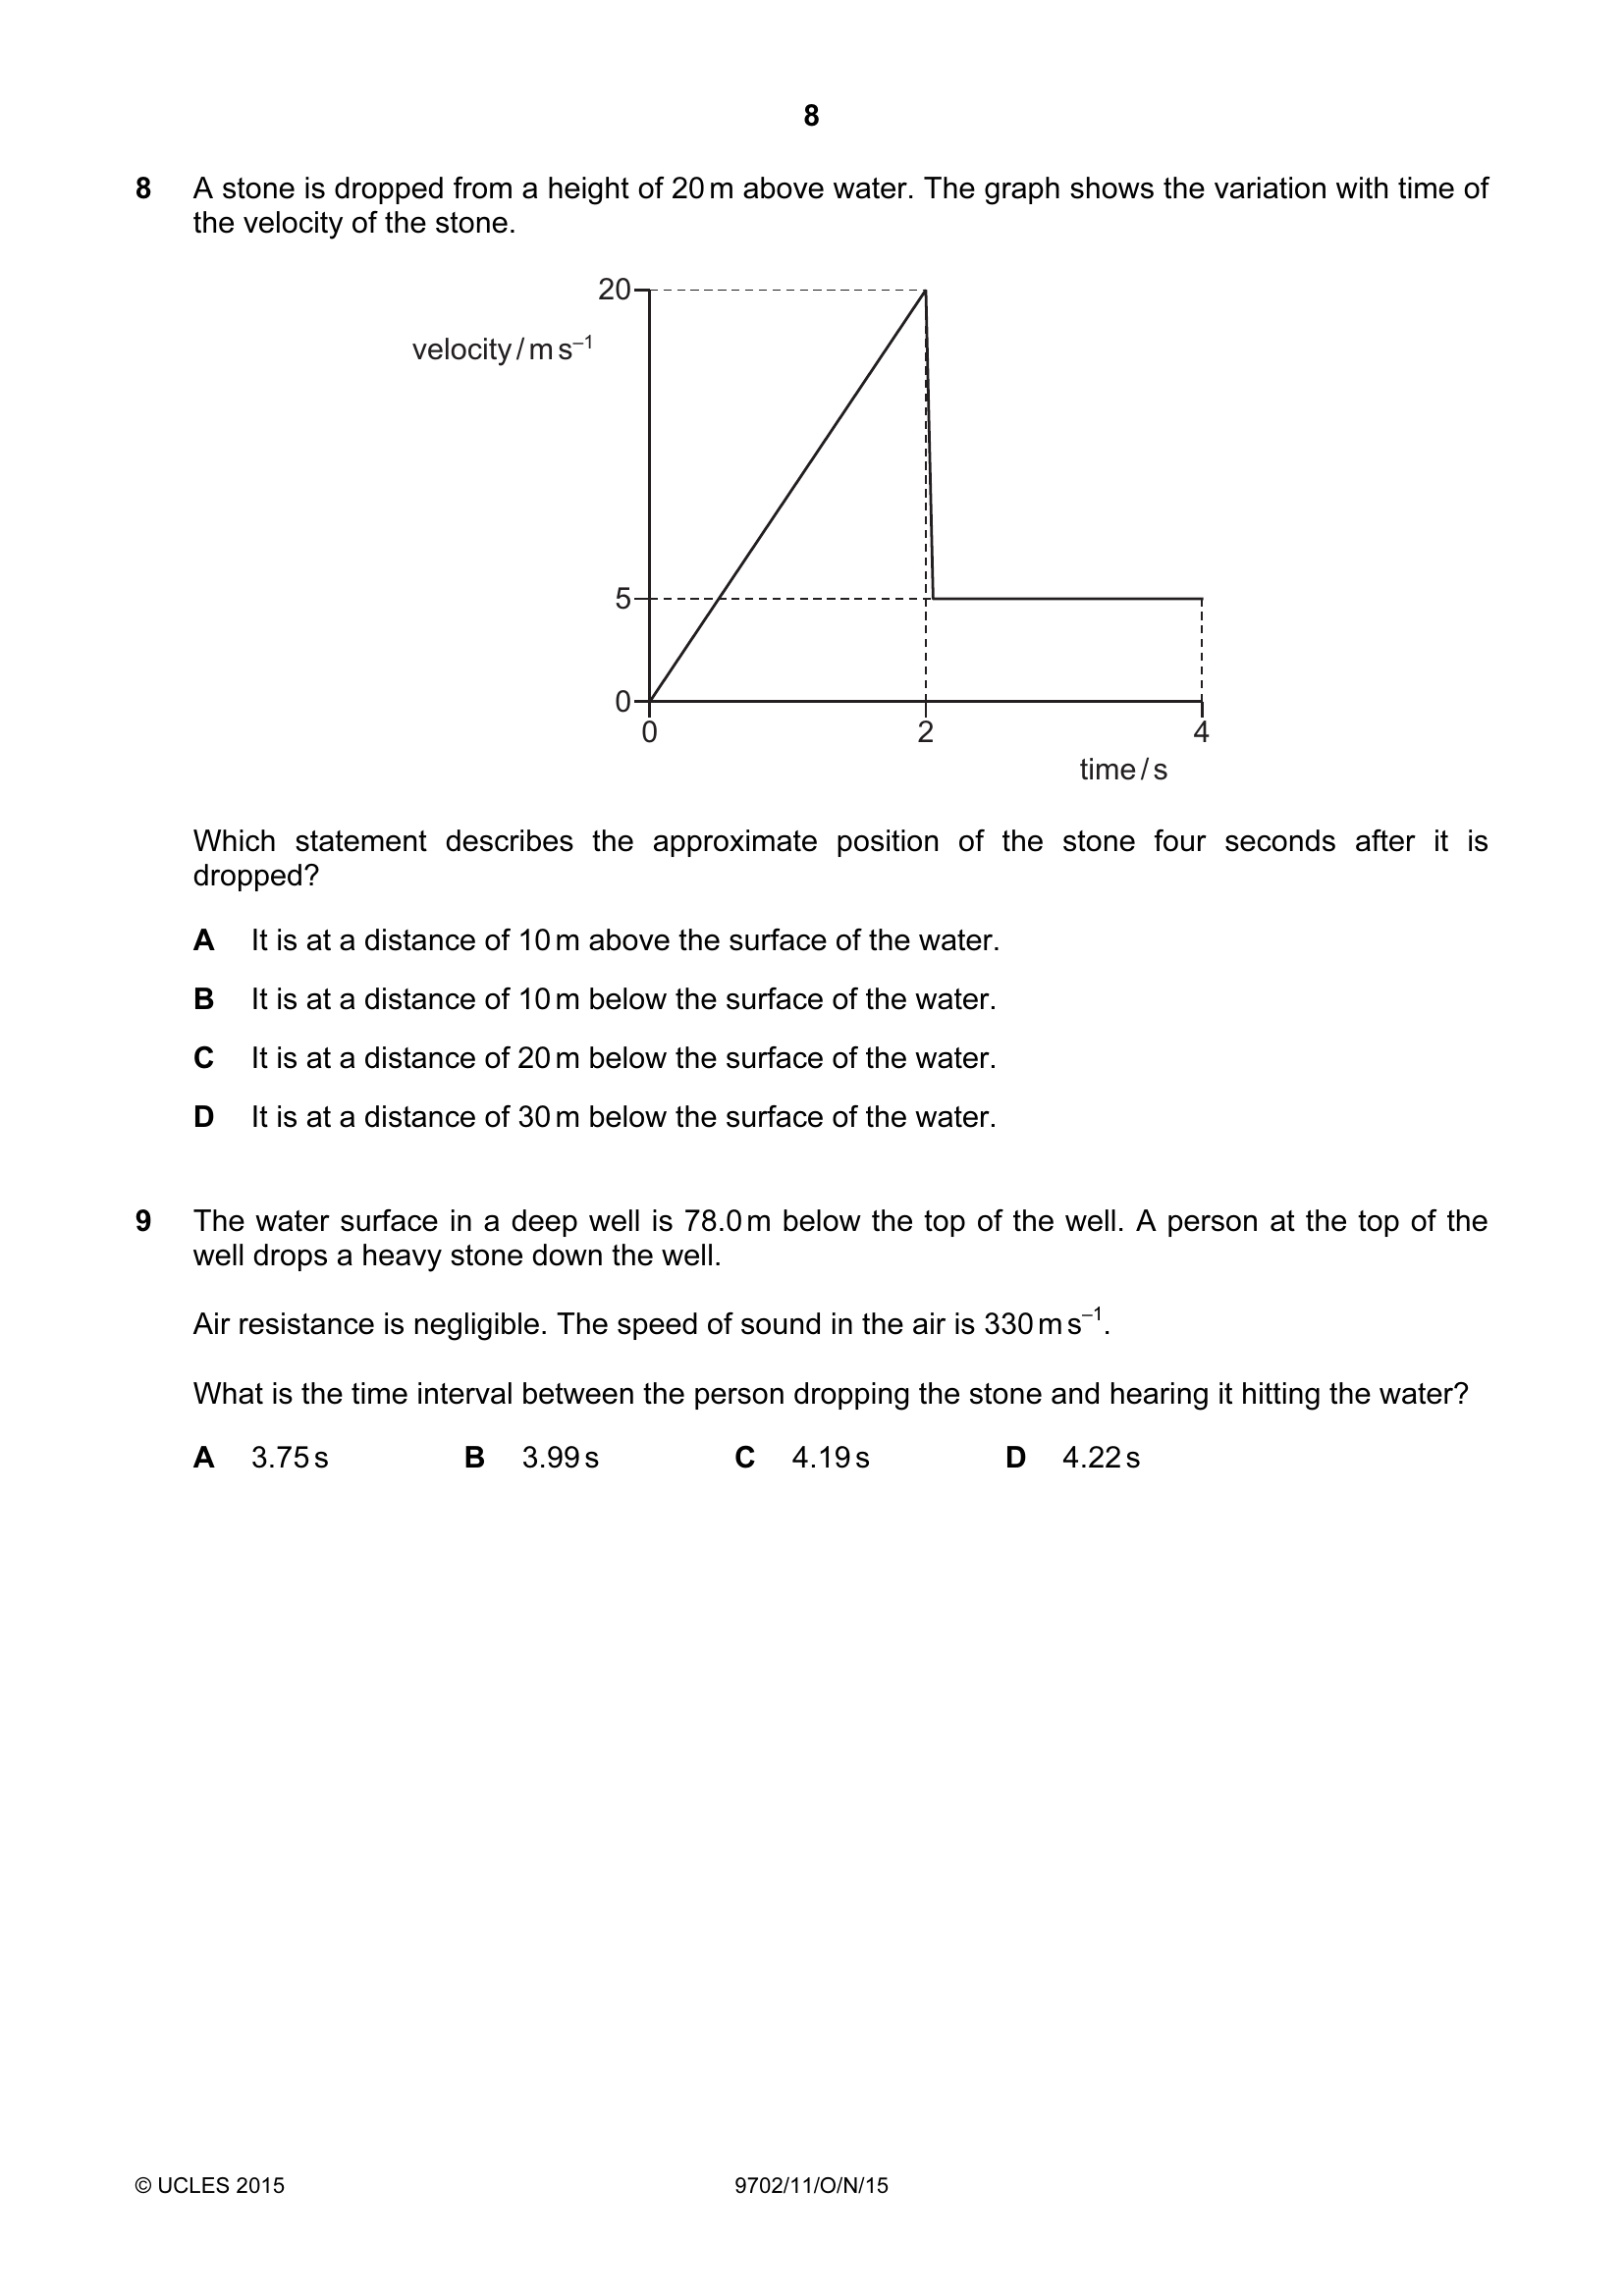 8
8 A stone is dropped from a height of 20 m above water. The graph shows the variation with time of
the velocity of the stone.
20
velocity / m s⁻¹
5
0
0 2 4
time / s
Which statement describes the approximate position of the stone four seconds after it is
dropped?
A It is at a distance of 10 m above the surface of the water.
B It is at a distance of 10 m below the surface of the water.
C It is at a distance of 20 m below the surface of the water.
D It is at a distance of 30 m below the surface of the water.
9 The water surface in a deep well is 78.0 m below the top of the well. A person at the top of the
well drops a heavy stone down the well.
Air resistance is negligible. The speed of sound in the air is 330 m s⁻¹.
What is the time interval between the person dropping the stone and hearing it hitting the water?
A 3.75 s B 3.99 s C 4.19 s D 4.22 s
© UCLES 2015 9702/11/O/N/15